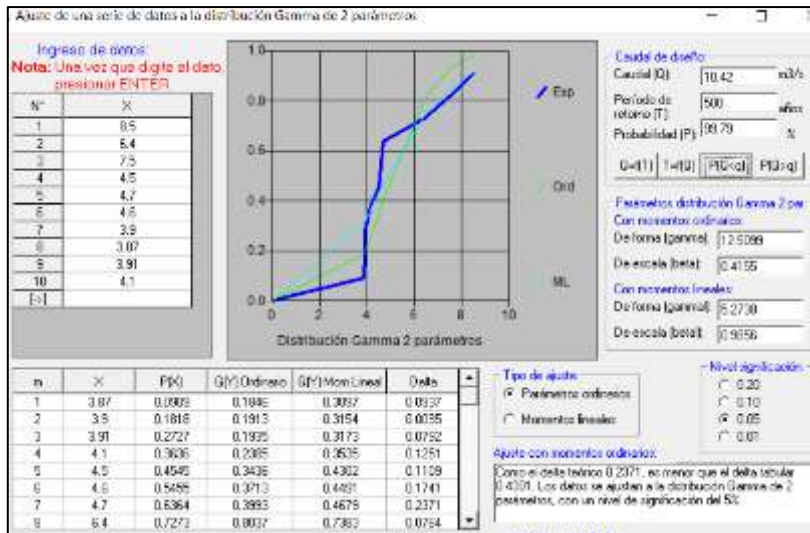 Ajuste de una serie de datos a la distribución Gamma de 2 parámetros
Ingreso de datos:
Nota: Una vez que digite el dato,
presionar ENTER
N° X
1 8.5
2 6.4
3 7.5
4 4.5
5 4.7
6 4.6
7 3.9
8 3.87
9 3.91
10 4.1
1.0
0.8
0.6
0.4
0.2
0.0
0 2 4 6 8 10
Exp
Ord
ML
Distribución Gamma 2 parámetros
Caudal de diseño:
Caudal (Q): 10.42 m3/s
Período de
retorno (T): 500 años
Probabilidad (P): 99.79 %
Q=f(T) T=f(Q) P(Q<q) P(Q>q)
Parámetros distribución Gamma 2 par
Con momentos ordinarios:
De forma (gamma): 12.5099
De escala (beta): 0.4155
Con momentos lineales:
De forma (gamma):
De escala (beta):
m X P(X) G(Y) Ordinario G(Y) Mom Lineal Delta
1 3.87 0.0909 0.1846 0.3097 0.0937
2 3.9 0.1818 0.1913 0.3154 0.0095
3 3.91 0.2727 0.1935 0.3173 0.0792
4 4.1 0.3636 0.2385 0.3535 0.1251
5 4.5 0.4545 0.3436 0.4302 0.1109
6 4.6 0.5455 0.3713 0.4491 0.1741
7 4.7 0.6364 0.3993 0.4679 0.2371
8 6.4 0.7273 0.8037 0.7383 0.0764
Tipo de ajuste:
Parámetros ordinarios
Momentos lineales
Nivel significación
0.20
0.10
0.05
0.01
Ajuste con momentos ordinarios:
Como el delta teórico 0.2371, es menor que el delta tabular
0.4301. Los datos se ajustan a la distribución Gamma de 2
parámetros, con un nivel de significación del 5%